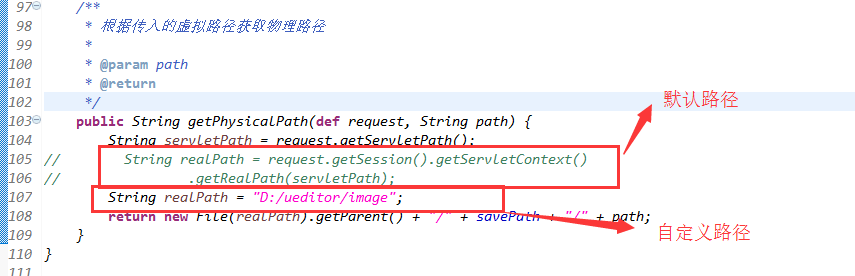 97 /**
98 * 根据传入的虚拟路径获取物理路径
99 *
100 * @param path
101 * @return
102 */
103 public String getPhysicalPath(def request, String path) {
104 String servletPath = request.getServletPath();
105 // String realPath = request.getSession().getServletContext()
106 // .getRealPath(servletPath);
107 String realPath = "D:/ueditor/image";
108 return new File(realPath).getParent() + "/" + savePath + "/" + path;
109 }
110 }
111
默认路径
自定义路径